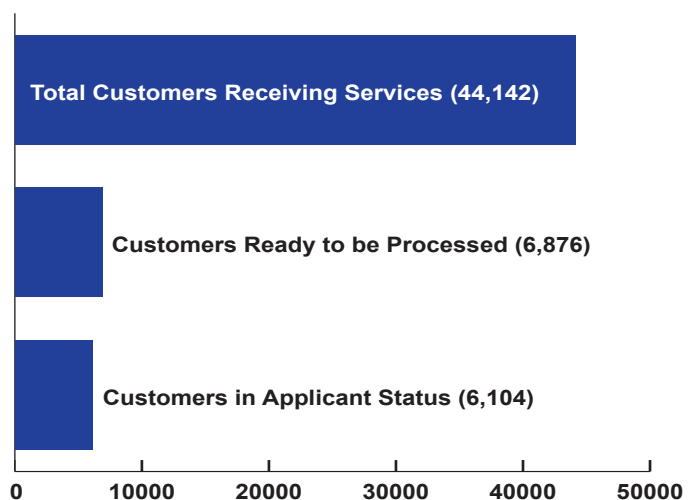 Total Customers Receiving Services (44,142)
Customers Ready to be Processed (6,876)
Customers in Applicant Status (6,104)
0 10000 20000 30000 40000 50000